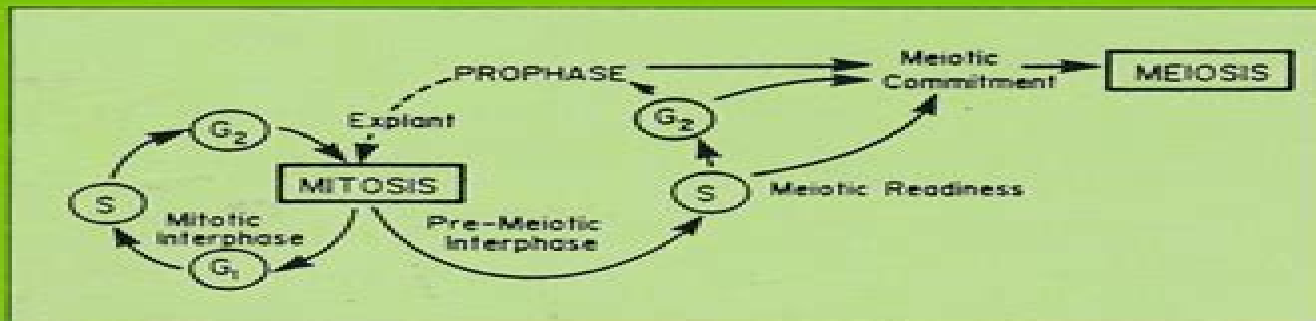 PROPHASE
Meiotic
Commitment
MEIOSIS
G2
Explant
G2
MITOSIS
S
Meiotic Readiness
S
Mitotic
Interphase
Pre-Meiotic
Interphase
G1